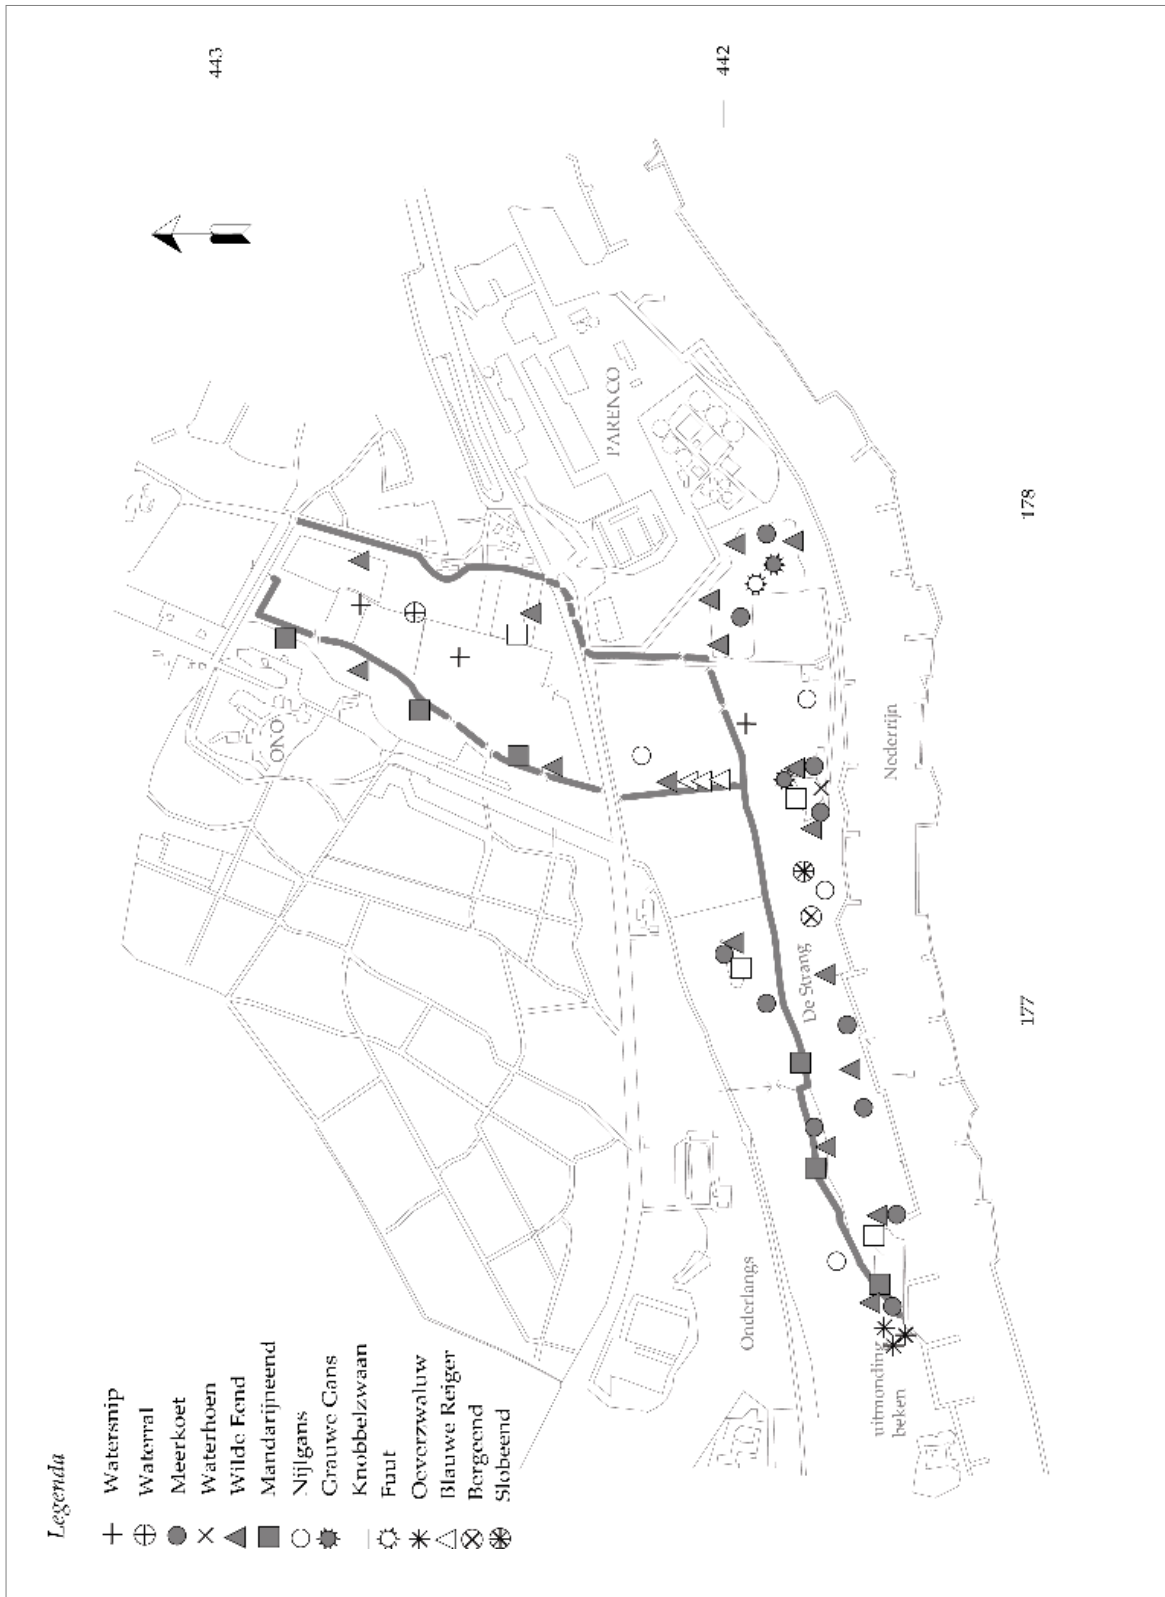 Legenda
Watersnip
Waterral
Meerkoet
Waterhoen
Wilde Eend
Mandarijneend
Nijlgans
Grauwe Gans
Knobbelzwaan
Fuut
Oeverzwaluw
Blauwe Reiger
Bergeend
Slobeend
443
442
178
177
ONO
PARENCO
Nederrijn
De Strang
Onderlangs
uitmonding
beken